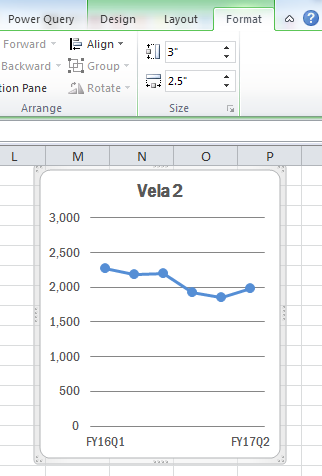 Power Query Design Layout Format
Forward Align 3"
Backward Group
tion Pane Rotate 2.5"
Arrange Size
L M N O P
Vela 2
3,000
2,500
2,000
1,500
1,000
500
0
FY16Q1 FY17Q2